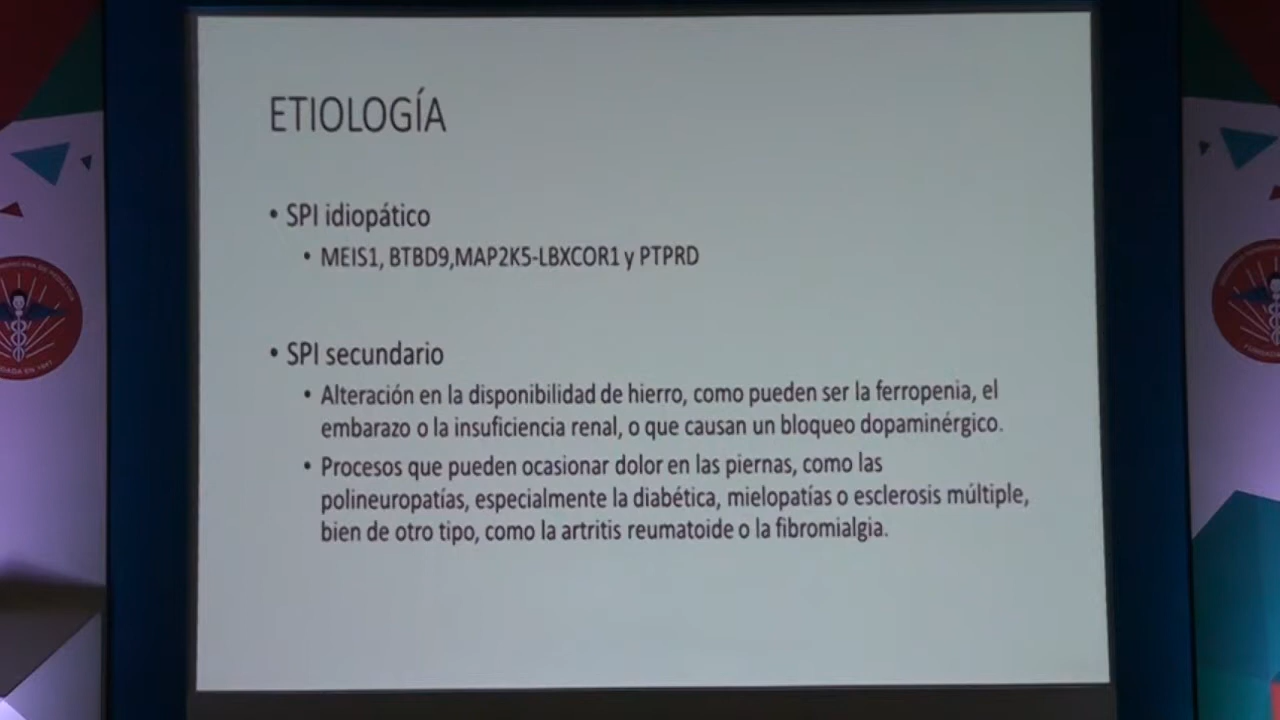 ETIOLOGÍA
• SPI idiopático
• MEIS1, BTBD9,MAP2K5-LBXCOR1 y PTPRD
• SPI secundario
• Alteración en la disponibilidad de hierro, como pueden ser la ferropenia, el
embarazo o la insuficiencia renal, o que causan un bloqueo dopaminérgico.
• Procesos que pueden ocasionar dolor en las piernas, como las
polineuropatías, especialmente la diabética, mielopatías o esclerosis múltiple,
bien de otro tipo, como la artritis reumatoide o la fibromialgia.